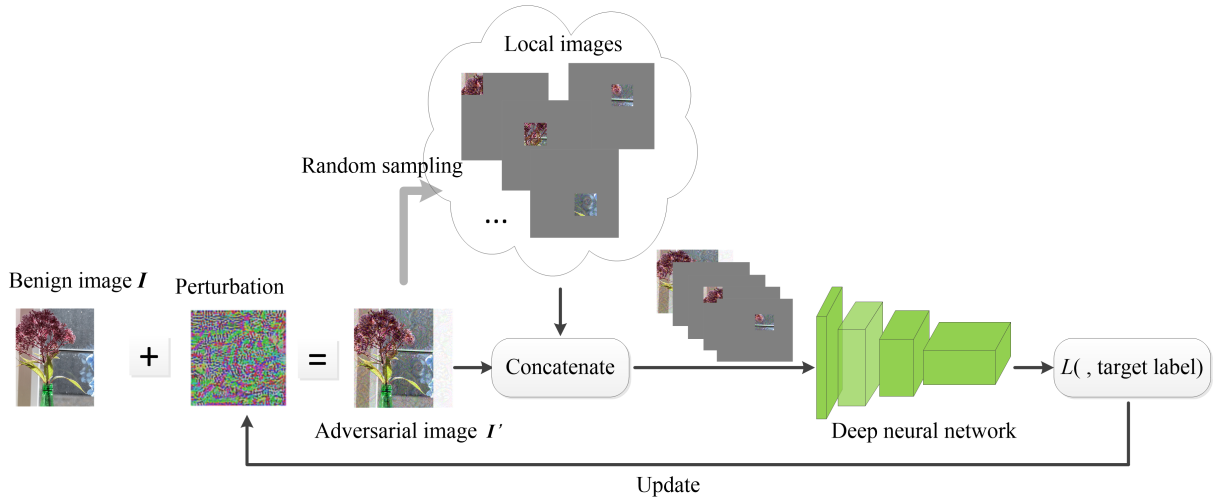 Local images
Random sampling
...
Benign image I
Perturbation
+
=
Concatenate
Adversarial image I'
Deep neural network
L( , target label)
Update